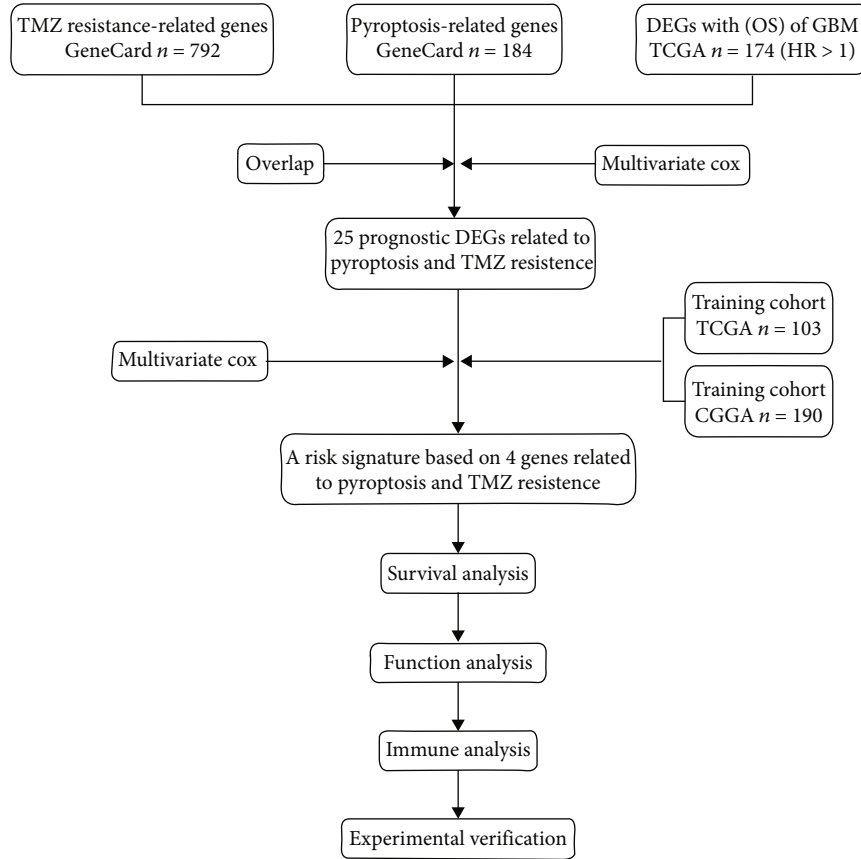 TMZ resistance-related genes
GeneCard n = 792
Pyroptosis-related genes
GeneCard n = 184
DEGs with (OS) of GBM
TCGA n = 174 (HR > 1)
Overlap
Multivariate cox
25 prognostic DEGs related to
pyroptosis and TMZ resistence
Training cohort
TCGA n = 103
Multivariate cox
Training cohort
CGGA n = 190
A risk signature based on 4 genes related
to pyroptosis and TMZ resistence
Survival analysis
Function analysis
Immune analysis
Experimental verification